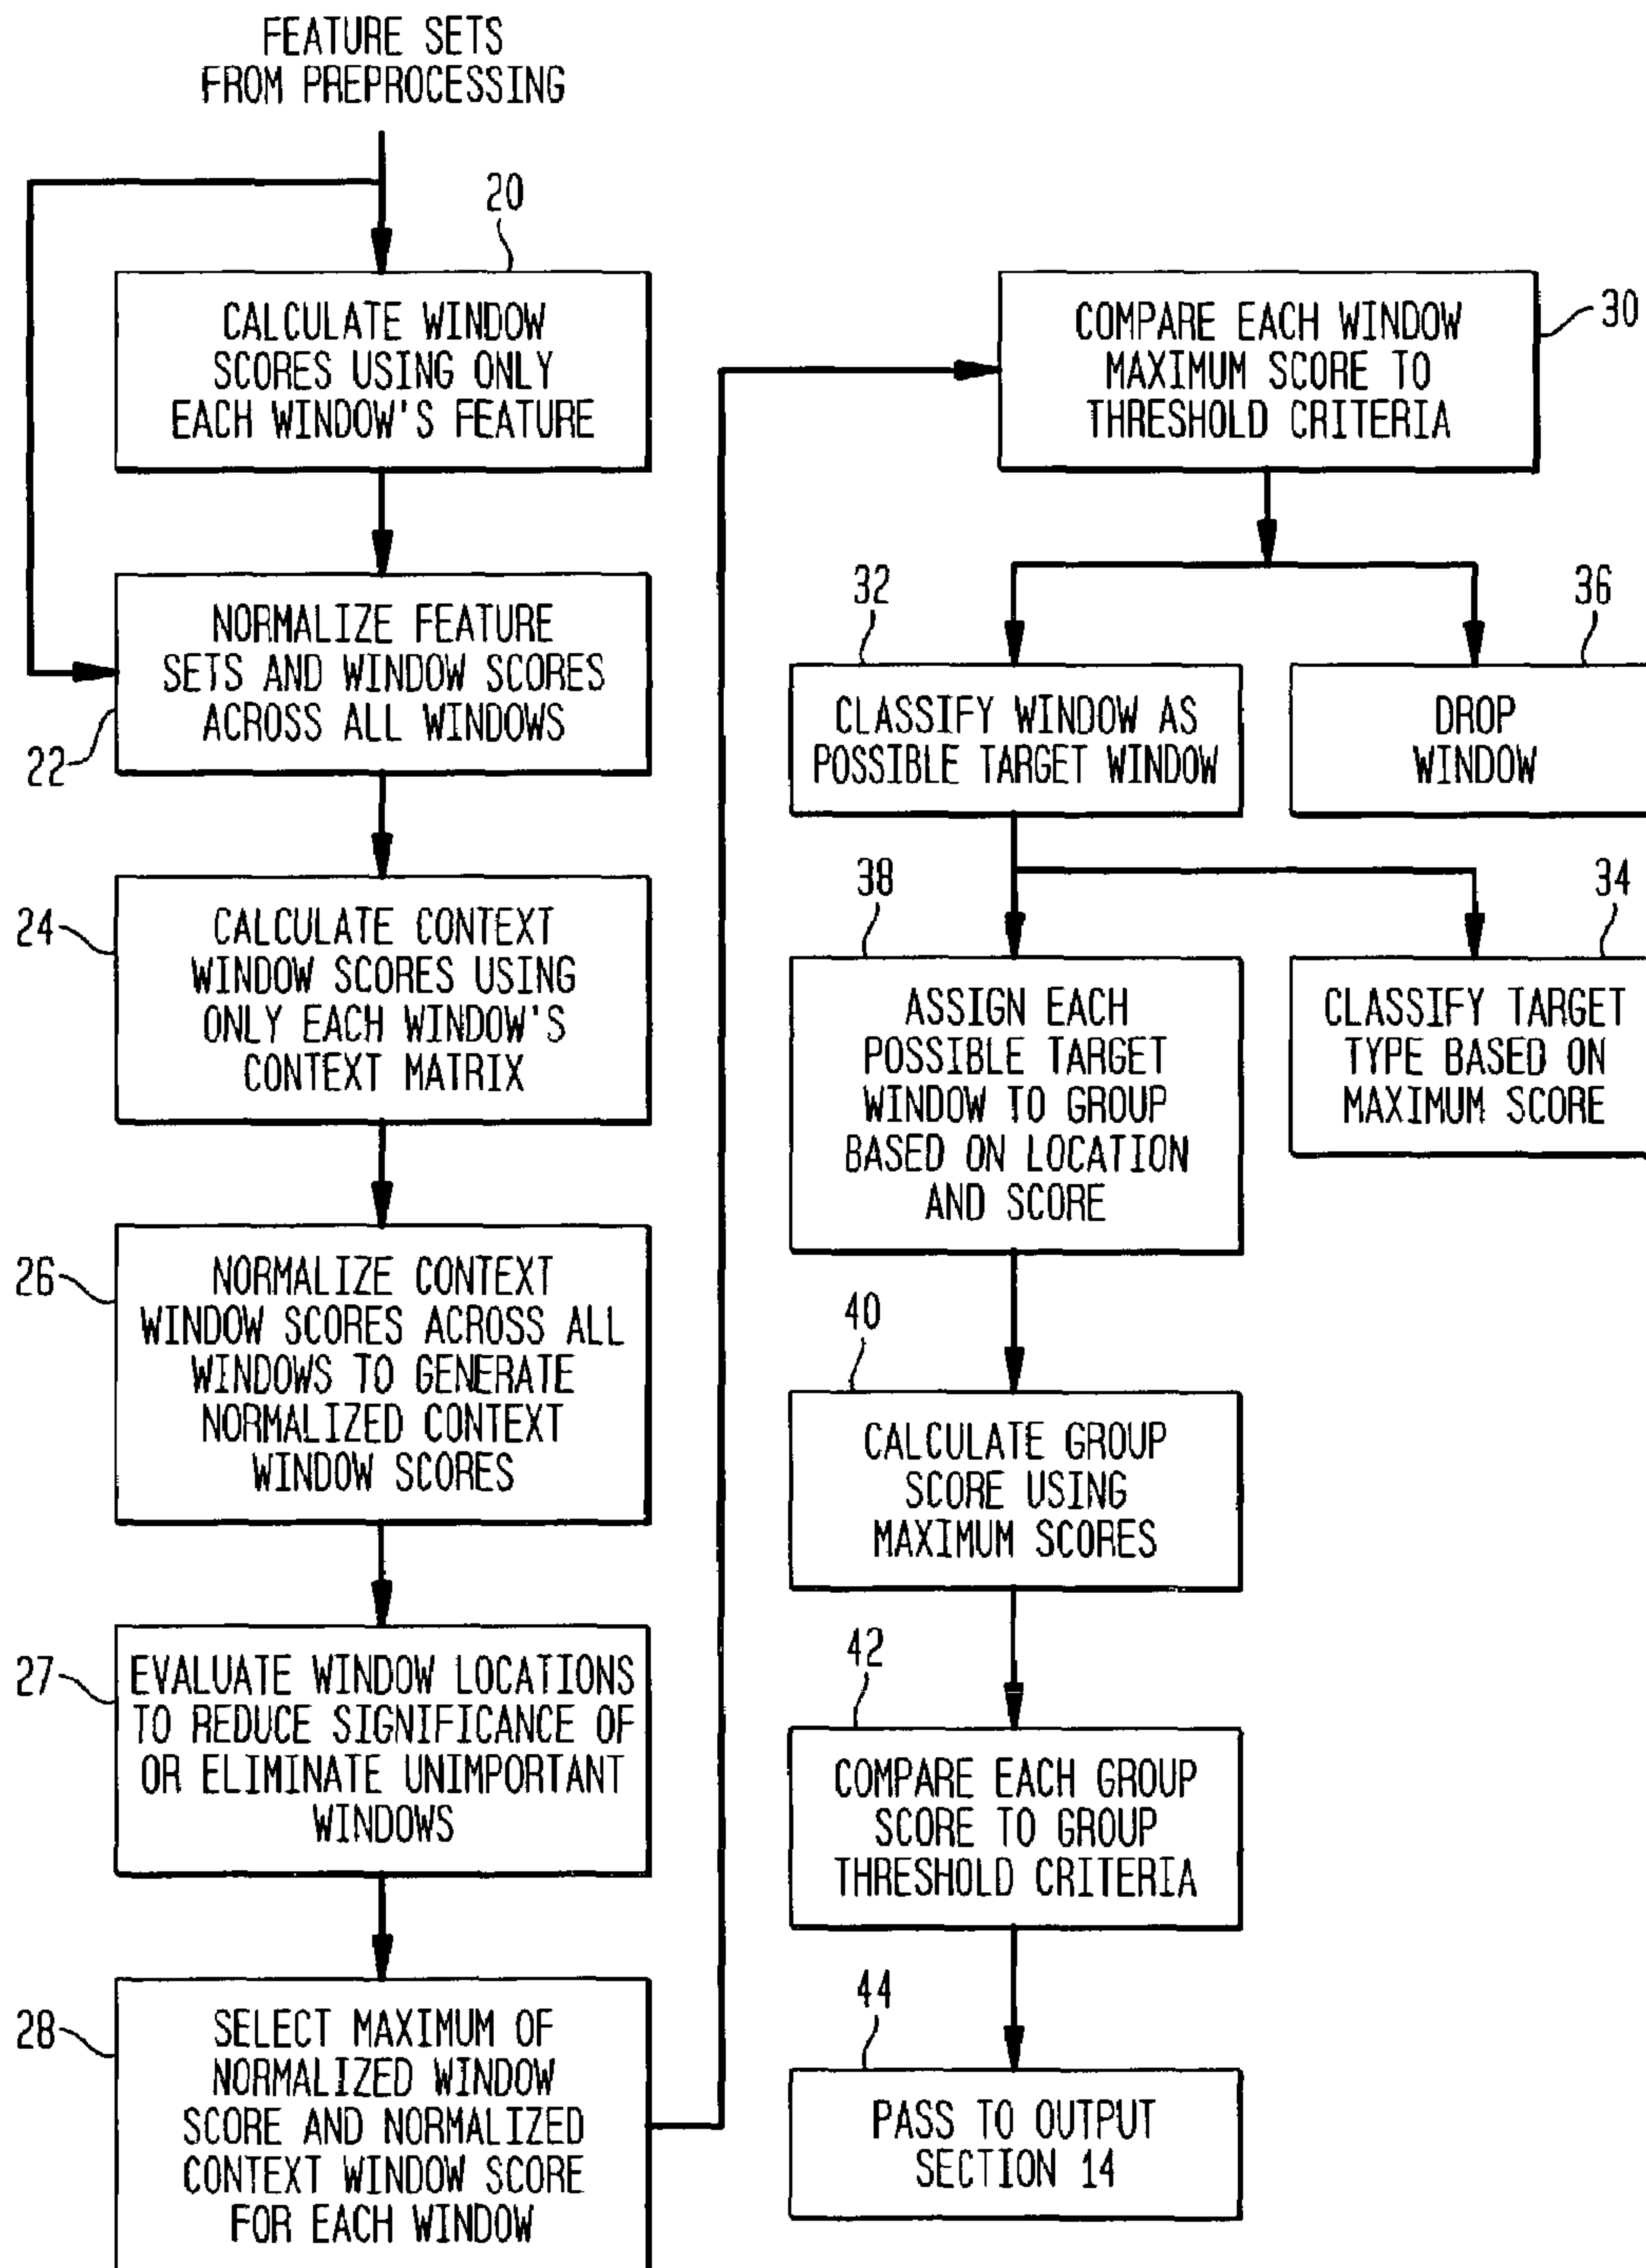 FEATURE SETS
FROM PREPROCESSING
20
CALCULATE WINDOW
SCORES USING ONLY
EACH WINDOW'S FEATURE
NORMALIZE FEATURE
SETS AND WINDOW SCORES
ACROSS ALL WINDOWS
22
24
CALCULATE CONTEXT
WINDOW SCORES USING
ONLY EACH WINDOW'S
CONTEXT MATRIX
26
NORMALIZE CONTEXT
WINDOW SCORES ACROSS ALL
WINDOWS TO GENERATE
NORMALIZED CONTEXT
WINDOW SCORES
27
EVALUATE WINDOW LOCATIONS
TO REDUCE SIGNIFICANCE OF
OR ELIMINATE UNIMPORTANT
WINDOWS
28
SELECT MAXIMUM OF
NORMALIZED WINDOW
SCORE AND NORMALIZED
CONTEXT WINDOW SCORE
FOR EACH WINDOW
30
COMPARE EACH WINDOW
MAXIMUM SCORE TO
THRESHOLD CRITERIA
32
CLASSIFY WINDOW AS
POSSIBLE TARGET WINDOW
36
DROP
WINDOW
38
ASSIGN EACH
POSSIBLE TARGET
WINDOW TO GROUP
BASED ON LOCATION
AND SCORE
34
CLASSIFY TARGET
TYPE BASED ON
MAXIMUM SCORE
40
CALCULATE GROUP
SCORE USING
MAXIMUM SCORES
42
COMPARE EACH GROUP
SCORE TO GROUP
THRESHOLD CRITERIA
44
PASS TO OUTPUT
SECTION 14